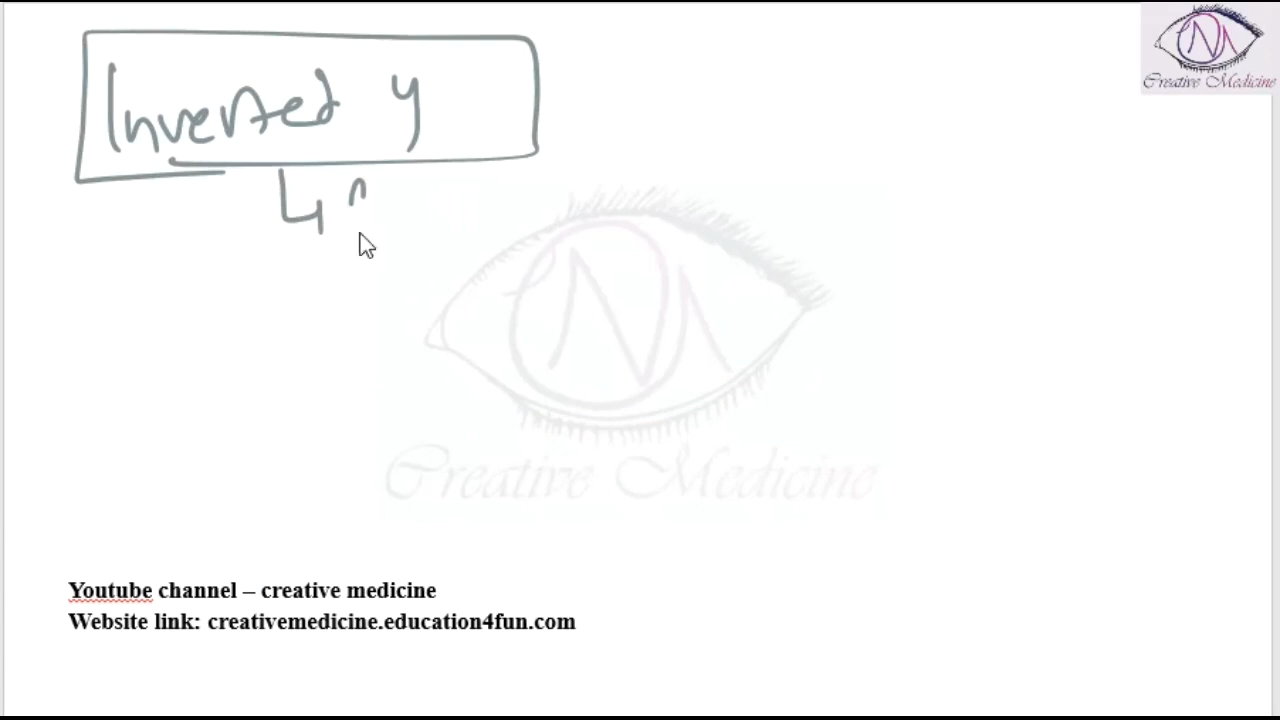 Creative Medicine
Inverted y
Creative Medicine
Youtube channel – creative medicine
Website link: creativemedicine.education4fun.com